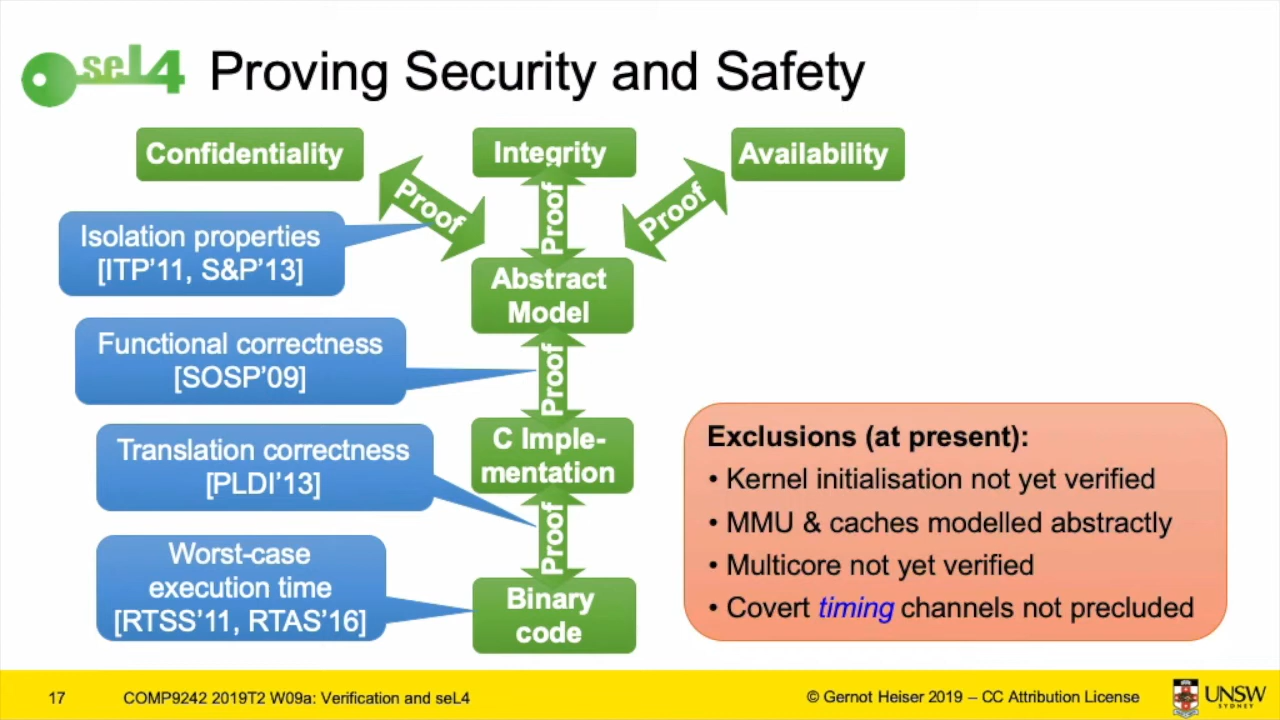 seL4
Proving Security and Safety
Confidentiality
Integrity
Availability
Proof
Proof
Proof
Isolation properties
[ITP’11, S&P’13]
Abstract
Model
Functional correctness
[SOSP’09]
Proof
Translation correctness
[PLDI’13]
C Imple-
mentation
Proof
Worst-case
execution time
[RTSS’11, RTAS’16]
Binary
code
Exclusions (at present):
• Kernel initialisation not yet verified
• MMU & caches modelled abstractly
• Multicore not yet verified
• Covert timing channels not precluded
17
COMP9242 2019T2 W09a: Verification and seL4
© Gernot Heiser 2019 – CC Attribution License
UNSW
SYDNEY